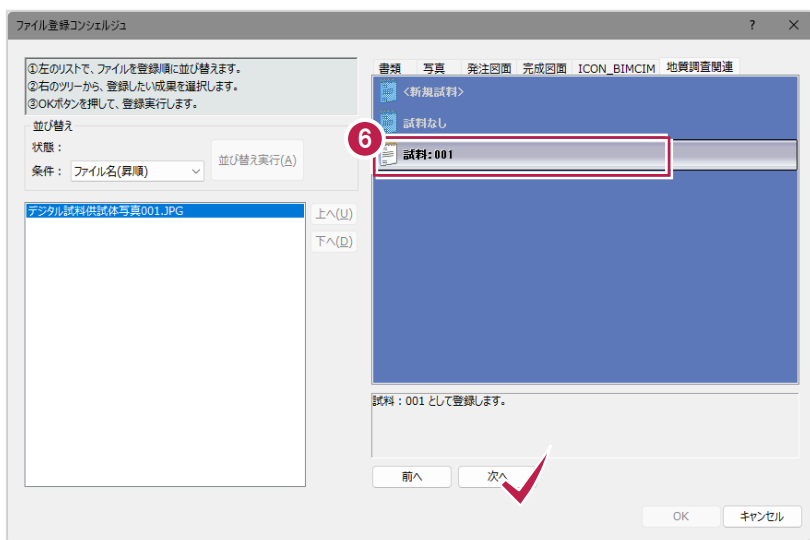 ファイル登録コンシェルジュ
①左のリストで、ファイルを登録順に並び替えます。
②右のツリーから、登録したい成果を選択します。
③OKボタンを押して、登録実行します。
並び替え
状態：
条件： ファイル名(昇順)
並び替え実行(A)
デジタル試料供試体写真001.JPG
上へ(U)
下へ(D)
書類 写真 発注図面 完成図面 ICON_BIMCIM 地質調査関連
<新規試料>
試料なし
6
試料:001
試料：001 として登録します。
前へ 次へ
OK キャンセル